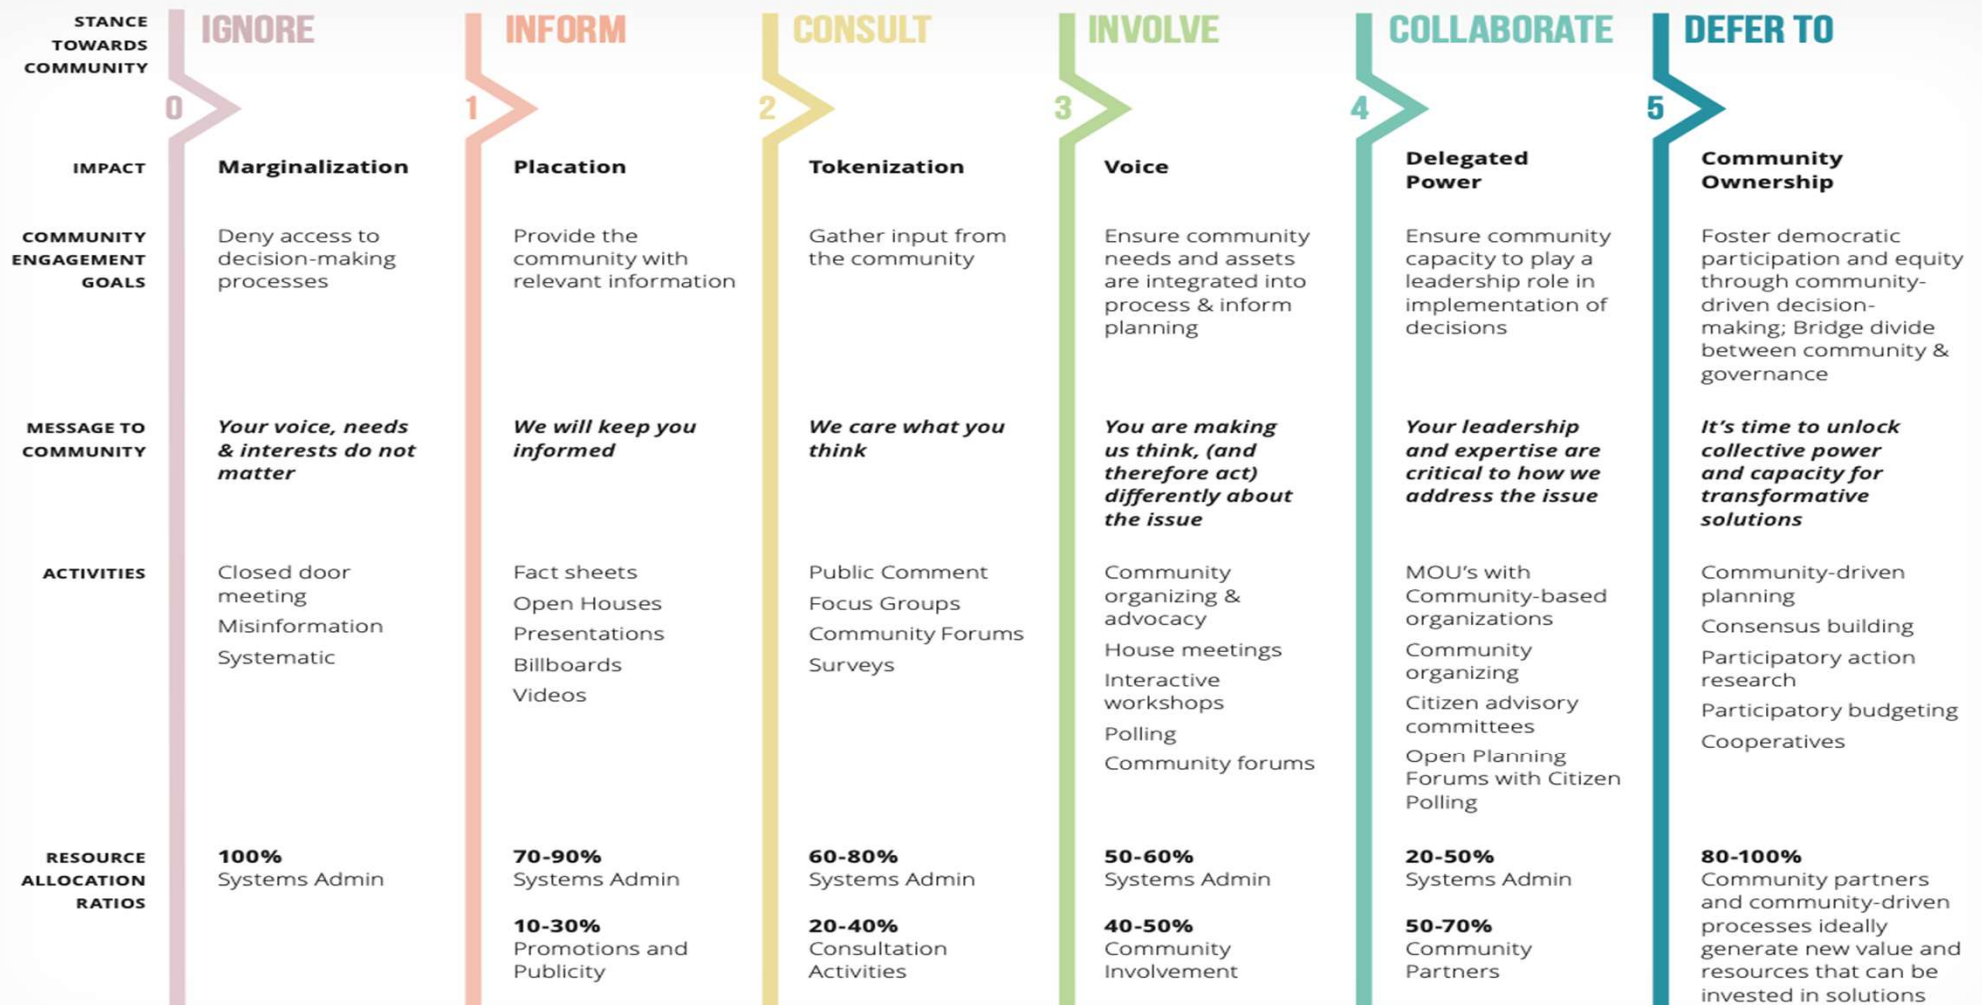 STANCE
TOWARDS
COMMUNITY
IGNORE
INFORM
CONSULT
INVOLVE
COLLABORATE
DEFER TO
0
1
2
3
4
5
IMPACT
Marginalization
Placation
Tokenization
Voice
Delegated
Power
Community
Ownership
COMMUNITY
ENGAGEMENT
GOALS
Deny access to
decision-making
processes
Provide the
community with
relevant information
Gather input from
the community
Ensure community
needs and assets
are integrated into
process & inform
planning
Ensure community
capacity to play a
leadership role in
implementation of
decisions
Foster democratic
participation and equity
through community-
driven decision-
making; Bridge divide
between community &
governance
MESSAGE TO
COMMUNITY
Your voice, needs
& interests do not
matter
We will keep you
informed
We care what you
think
You are making
us think, (and
therefore act)
differently about
the issue
Your leadership
and expertise are
critical to how we
address the issue
It’s time to unlock
collective power
and capacity for
transformative
solutions
ACTIVITIES
Closed door
meeting
Misinformation
Systematic
Fact sheets
Open Houses
Presentations
Billboards
Videos
Public Comment
Focus Groups
Community Forums
Surveys
Community
organizing &
advocacy
House meetings
Interactive
workshops
Polling
Community forums
MOU’s with
Community-based
organizations
Community
organizing
Citizen advisory
committees
Open Planning
Forums with Citizen
Polling
Community-driven
planning
Consensus building
Participatory action
research
Participatory budgeting
Cooperatives
RESOURCE
ALLOCATION
RATIOS
100%
Systems Admin
70-90%
Systems Admin
10-30%
Promotions and
Publicity
60-80%
Systems Admin
20-40%
Consultation
Activities
50-60%
Systems Admin
40-50%
Community
Involvement
20-50%
Systems Admin
50-70%
Community
Partners
80-100%
Community partners
and community-driven
processes ideally
generate new value and
resources that can be
invested in solutions